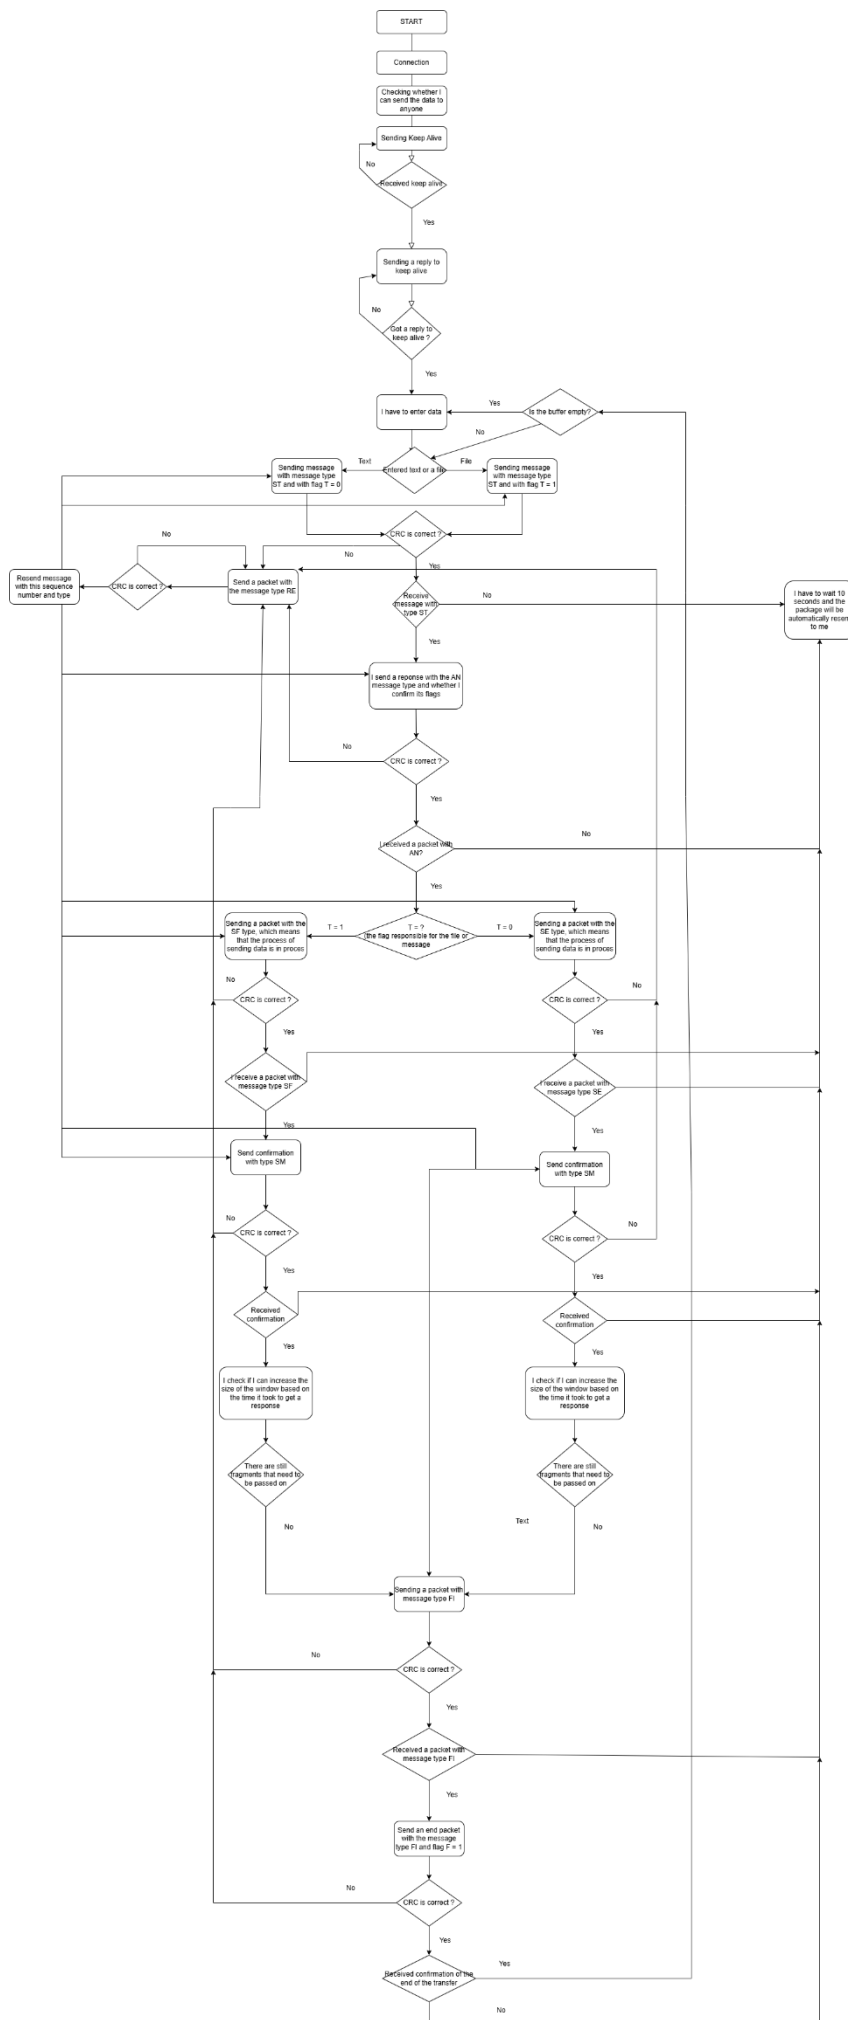 START
Connection
Checking whether I
can send the data to
anyone
Sending Keep Alive
No
Received keep alive
Yes
Sending a reply to
keep alive
No
Got a reply to
keep alive ?
Yes
I have to enter data
Yes
Is the buffer empty?
No
Text
Entered text or a file
File
Sending message
with message type
ST and with flag T = 0
Sending message
with message type
ST and with flag T = 1
CRC is correct ?
No
No
Yes
Resend message
with this sequence
number and type
CRC is correct ?
Send a packet with
the message type RE
Receive
message with
type ST
No
I have to wait 10
seconds and the
package will be
automatically resent
to me
Yes
I send a reponse with the AN
message type and whether I
confirm its flags
No
CRC is correct ?
Yes
I received a packet with
AN?
No
Yes
Sending a packet with the
SF type, which means
that the process of
sending data is in proces
T = 1
T = ?
(the flag responsible for the file or
message
T = 0
Sending a packet with the
SE type, which means
that the process of
sending data is in proces
No
CRC is correct ?
CRC is correct ?
No
Yes
Yes
I receive a packet with
message type SF
I receive a packet with
message type SE
Yes
Yes
Send confirmation
with type SM
Send confirmation
with type SM
No
CRC is correct ?
CRC is correct ?
No
Yes
Yes
Received
confirmation
Received
confirmation
Yes
Yes
I check if I can increase the
size of the window based on
the time it took to get a
response
I check if I can increase the
size of the window based on
the time it took to get a
response
There are still
fragments that need to
be passed on
There are still
fragments that need to
be passed on
No
Text
No
Sending a packet with
message type FI
No
CRC is correct ?
Yes
Received a packet with
message type FI
Yes
Send an end packet
with the message
type FI and flag F = 1
No
CRC is correct ?
Yes
Received confirmation of the
end of the transfer
Yes
No